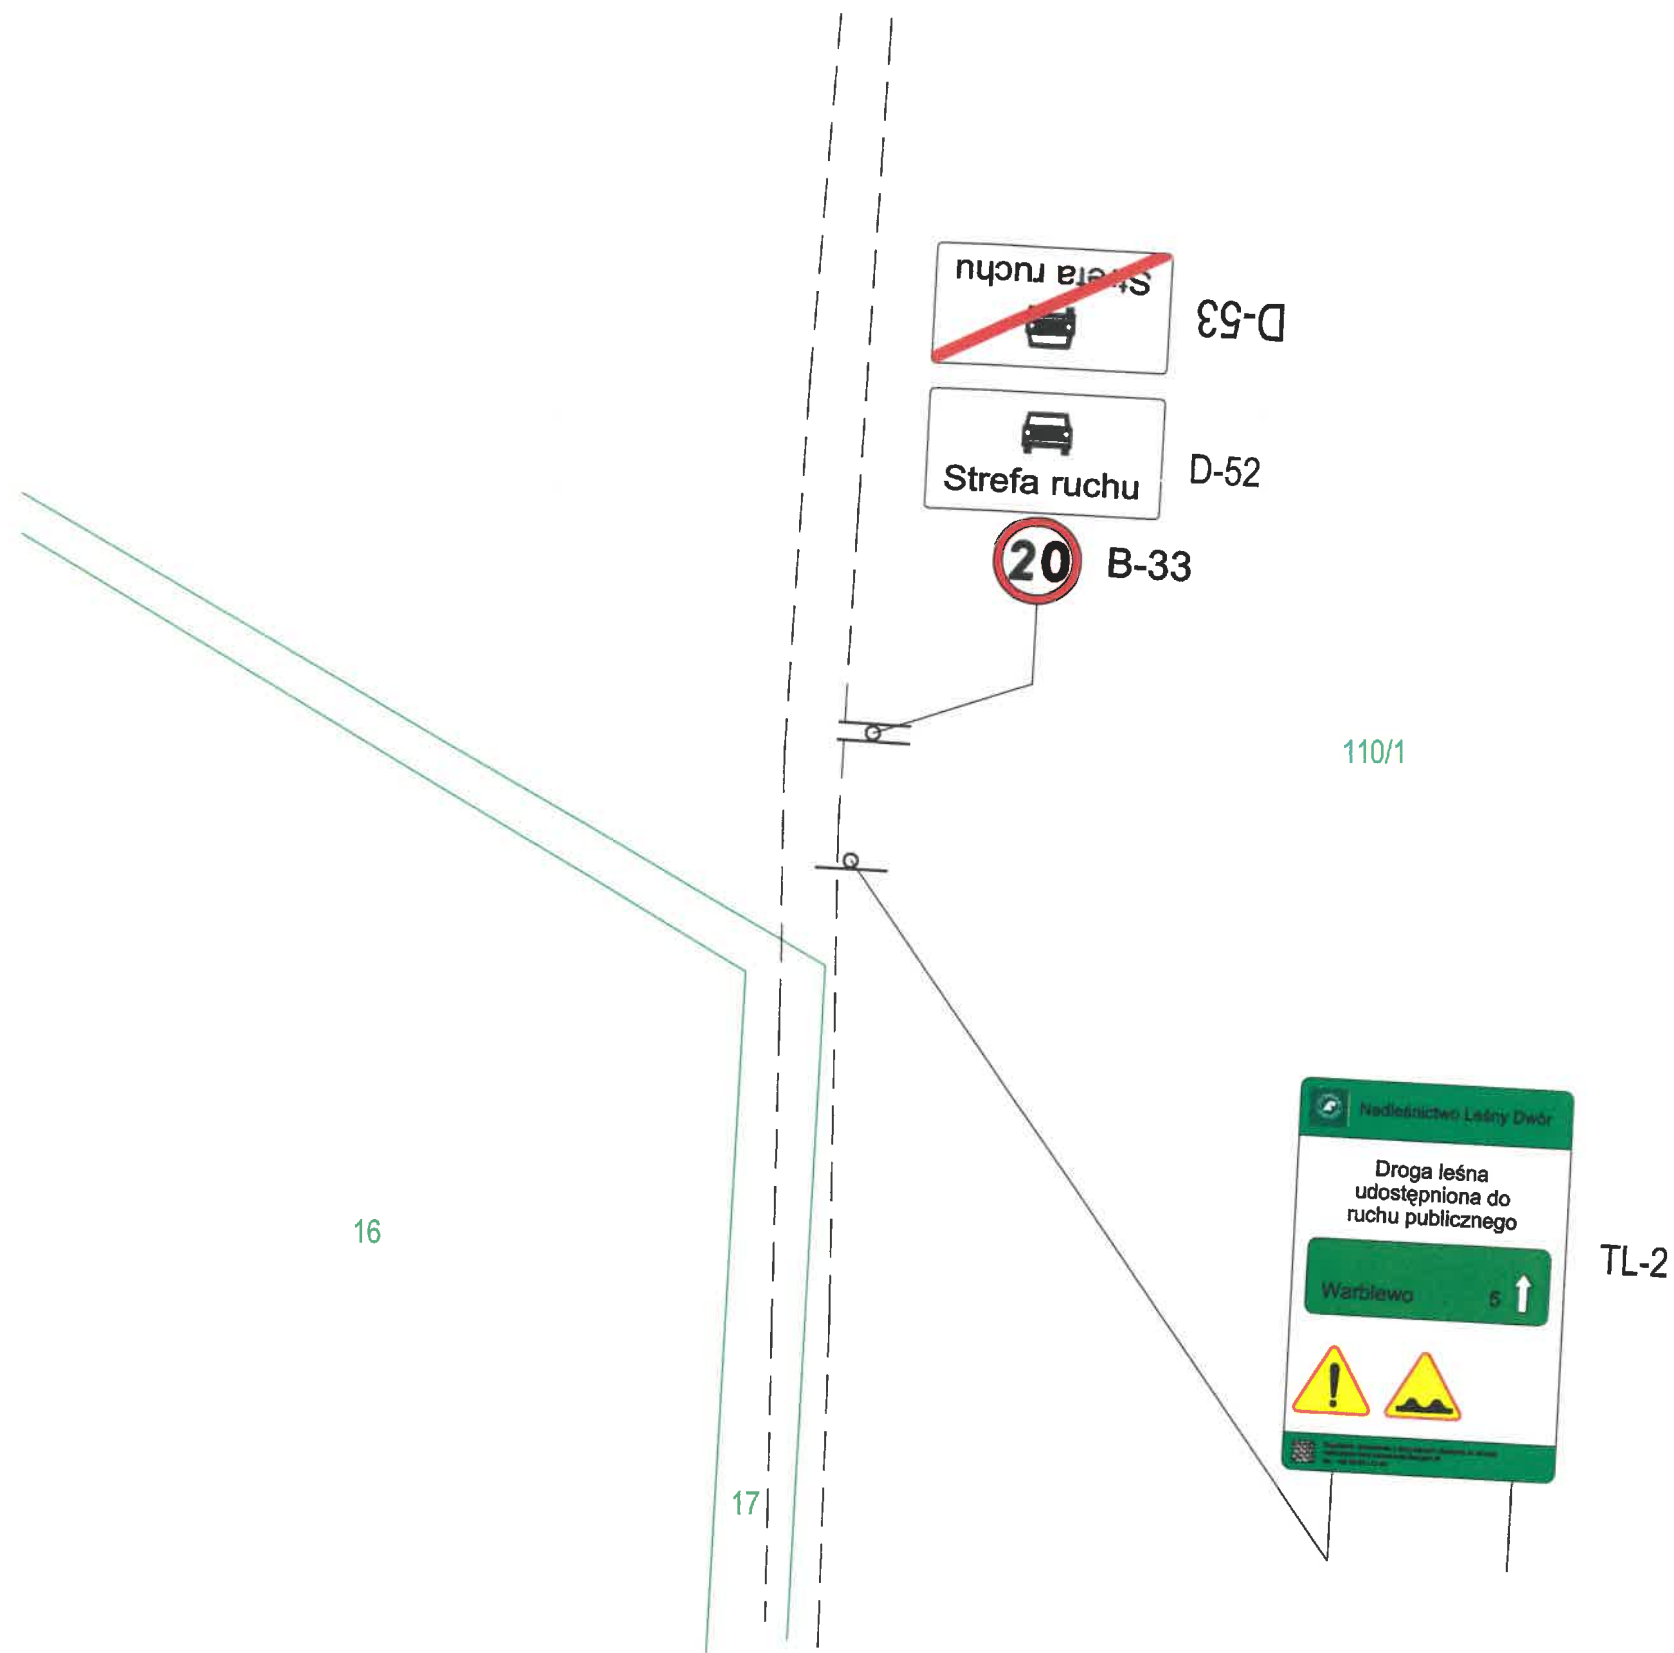 Strefa ruchu
D-53
Strefa ruchu
D-52
20
B-33
110/1
Nadleśnictwo Leśny Dwór
Droga leśna
udostępniona do
ruchu publicznego
Warblewo 5
TL-2
16
17